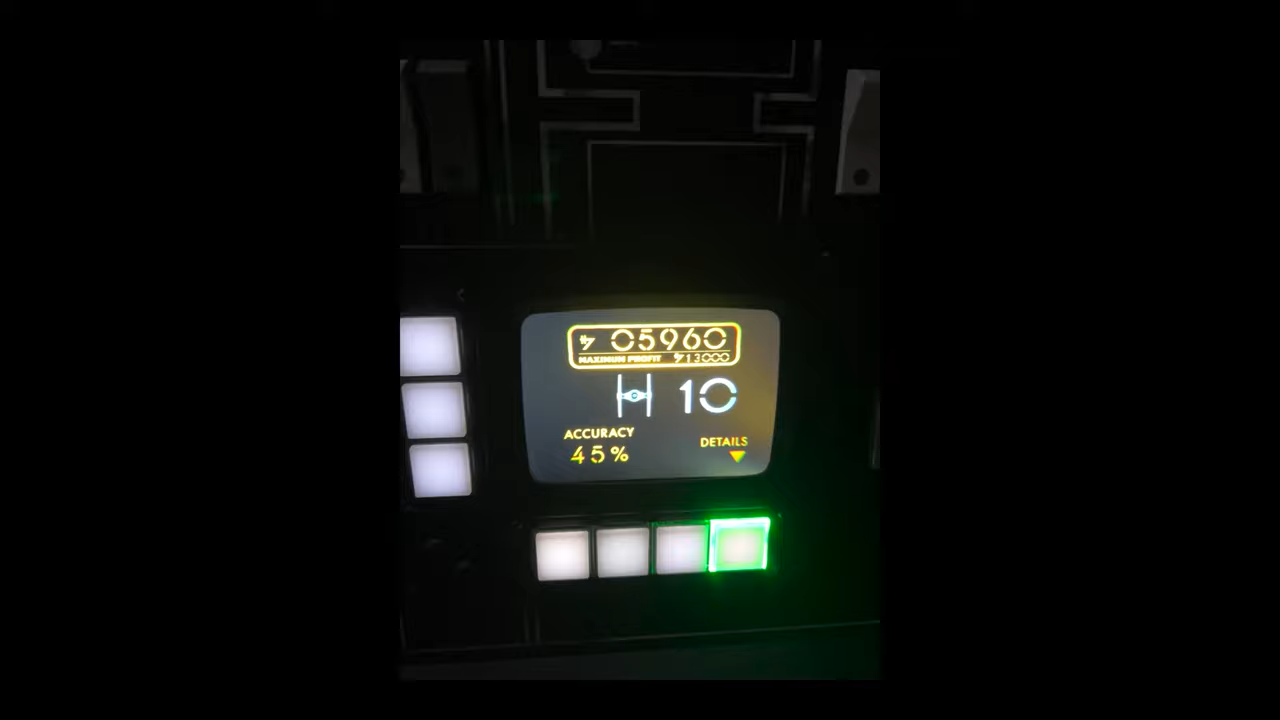 05960
MAXIMUM PROFIT 13000
10
ACCURACY
45%
DETAILS